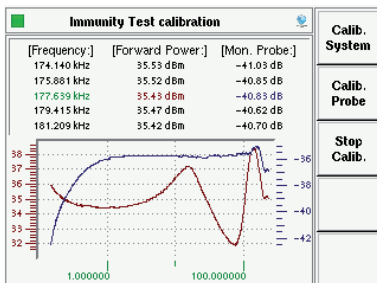 Immunity Test calibration
[Frequency:] [Forward Power:] [Mon. Probe:]
174.140 kHz 35.53 dBm -41.03 dB
175.881 kHz 35.52 dBm -40.85 dB
177.639 kHz 35.43 dBm -40.83 dB
179.415 kHz 35.47 dBm -40.62 dB
181.209 kHz 35.42 dBm -40.70 dB
38
37
36
35
34
33
32
-36
-38
-40
-42
1.000000 100.000000
Calib.
System
Calib.
Probe
Stop
Calib.